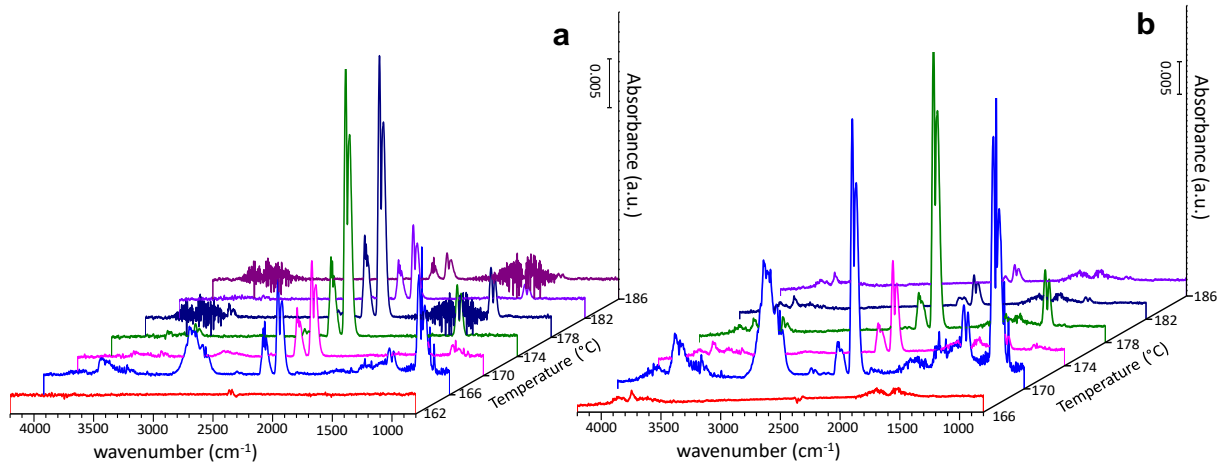 a
0.005
Absorbance (a.u.)
186
182
178
174
170
166
162
Temperature (°C)
4000 3000 2000 1500 1000
wavenumber (cm⁻¹)
b
0.005
Absorbance (a.u.)
186
182
178
174
170
166
Temperature (°C)
4000 3500 3000 2500 2000 1500 1000
wavenumber (cm⁻¹)